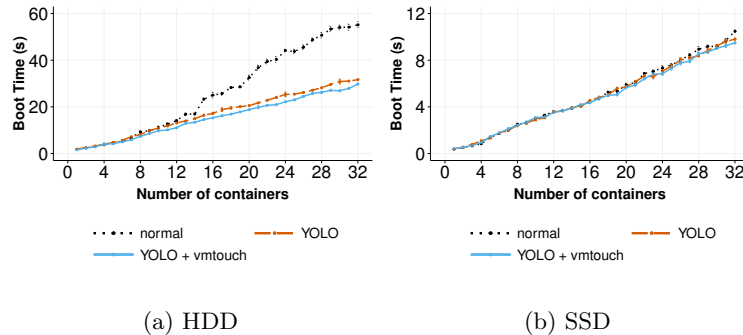 60
40
20
0
Boot Time (s)
0 4 8 12 16 20 24 28 32
Number of containers
normal YOLO
YOLO + vmtouch
(a) HDD
12
8
4
0
Boot Time (s)
0 4 8 12 16 20 24 28 32
Number of containers
normal YOLO
YOLO + vmtouch
(b) SSD